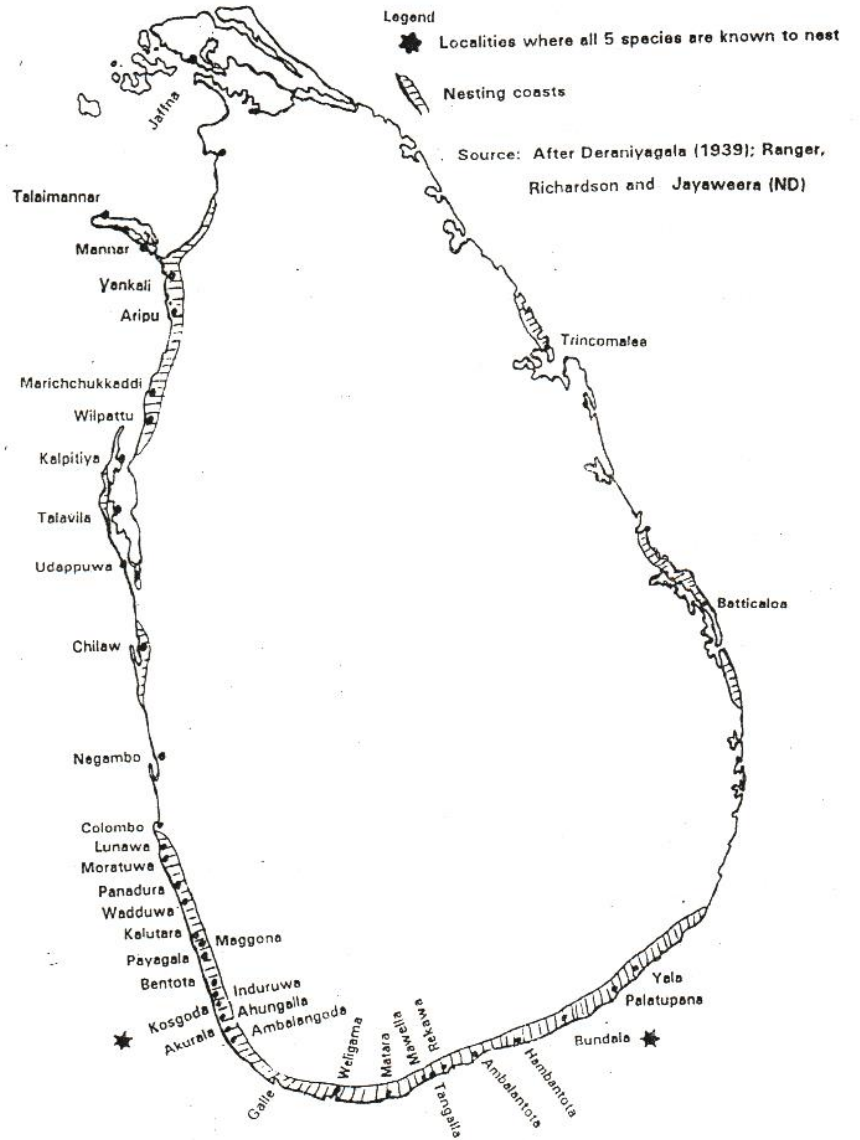 Legend
Localities where all 5 species are known to nest
Nesting coasts
Source: After Deraniyagala (1939); Ranger,
Richardson and Jayaweera (ND)
Jaffna
Talaimannar
Mannar
Vankali
Aripu
Marichchukkaddi
Wilpattu
Kalpitiya
Talavila
Udappuwa
Chilaw
Negambo
Colombo
Lunawa
Moratuwa
Panadura
Wadduwa
Kalutara
Maggona
Payagala
Bentota
Induruwa
Kosgoda
Ahungalla
Akurala
Ambalangoda
Galle
Weligama
Matara
Mawella
Rekawa
Tangalla
Ambalantota
Hambantota
Bundala
Palatupana
Yala
Batticaloa
Trincomalee